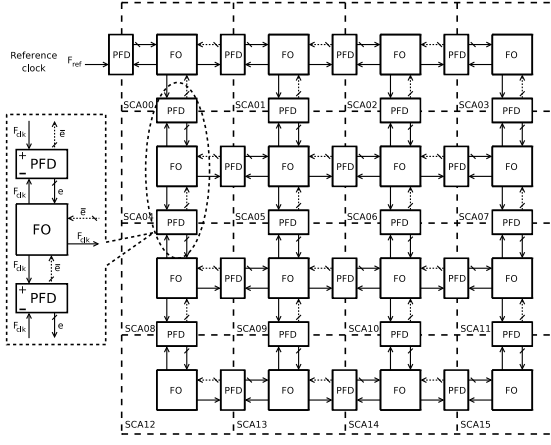 Reference clock
F_ref
PFD FO PFD FO PFD FO PFD FO
SCA00 PFD SCA01 PFD SCA02 PFD SCA03 PFD
FO PFD FO PFD FO PFD FO
SCA04 PFD SCA05 PFD SCA06 PFD SCA07 PFD
FO PFD FO PFD FO PFD FO
SCA08 PFD SCA09 PFD SCA10 PFD SCA11 PFD
FO PFD FO PFD FO PFD FO
SCA12 SCA13 SCA14 SCA15
F_clk e̅
+ PFD
−
F_clk e
e̅
FO
F_clk
F_clk e̅
+ PFD
−
F_clk e